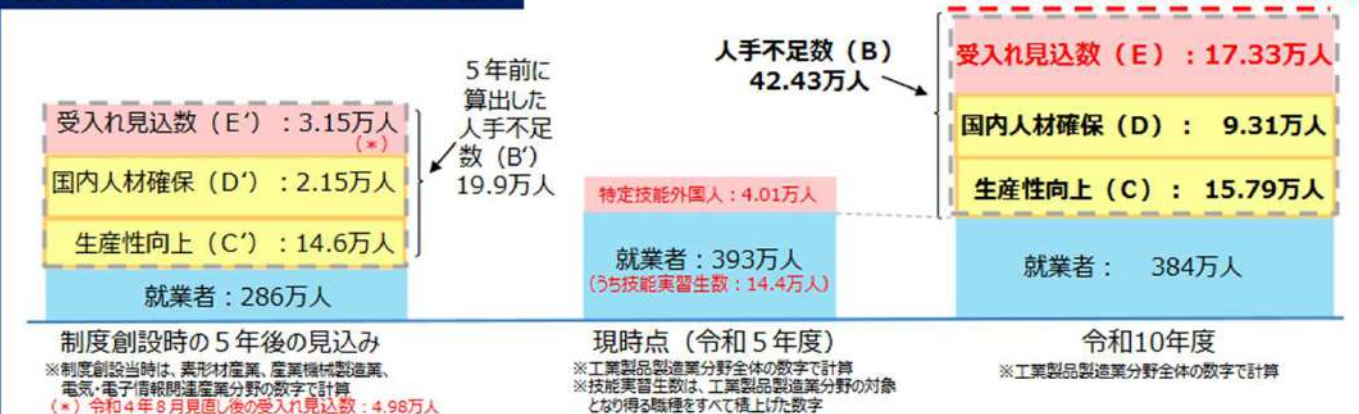 受入れ見込数（E‘）：3.15万人
（*）
国内人材確保（D‘）：2.15万人
生産性向上（C‘）：14.6万人
就業者：286万人
制度創設時の５年後の見込み
※制度創設当時は、素形材産業、産業機械製造業、
電気・電子情報関連産業分野の数字で計算
（*）令和４年８月見直し後の受入れ見込数：4.98万人
５年前に
算出した
人手不足
数（B‘）
19.9万人
特定技能外国人：4.01万人
就業者：393万人
（うち技能実習生数：14.4万人）
現時点（令和５年度）
※工業製品製造業分野全体の数字で計算
※技能実習生数は、工業製品製造業分野の対象
となり得る職種をすべて積上げた数字
人手不足数（B）
42.43万人
受入れ見込数（E）：17.33万人
国内人材確保（D）： 9.31万人
生産性向上（C）： 15.79万人
就業者： 384万人
令和10年度
※工業製品製造業分野全体の数字で計算